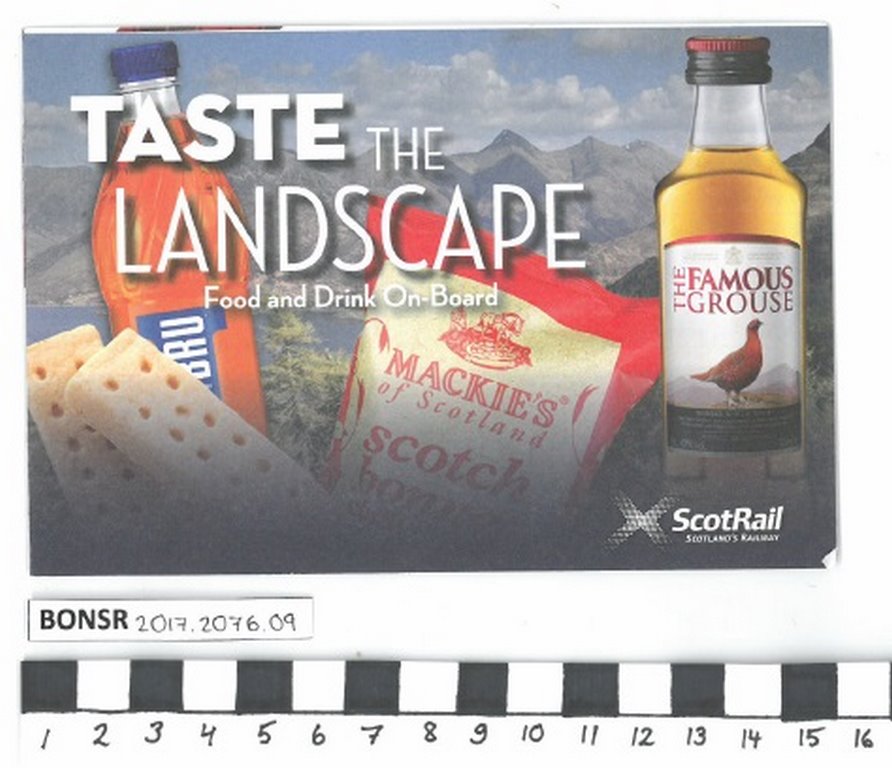 TASTE THE
LANDSCAPE
Food and Drink On-Board
BRU
THE FAMOUS
GROUSE
MACKIE'S®
of Scotland
scotch
ScotRail
SCOTLAND'S RAILWAY
BONSR 2017.2076.09
1 2 3 4 5 6 7 8 9 10 11 12 13 14 15 16